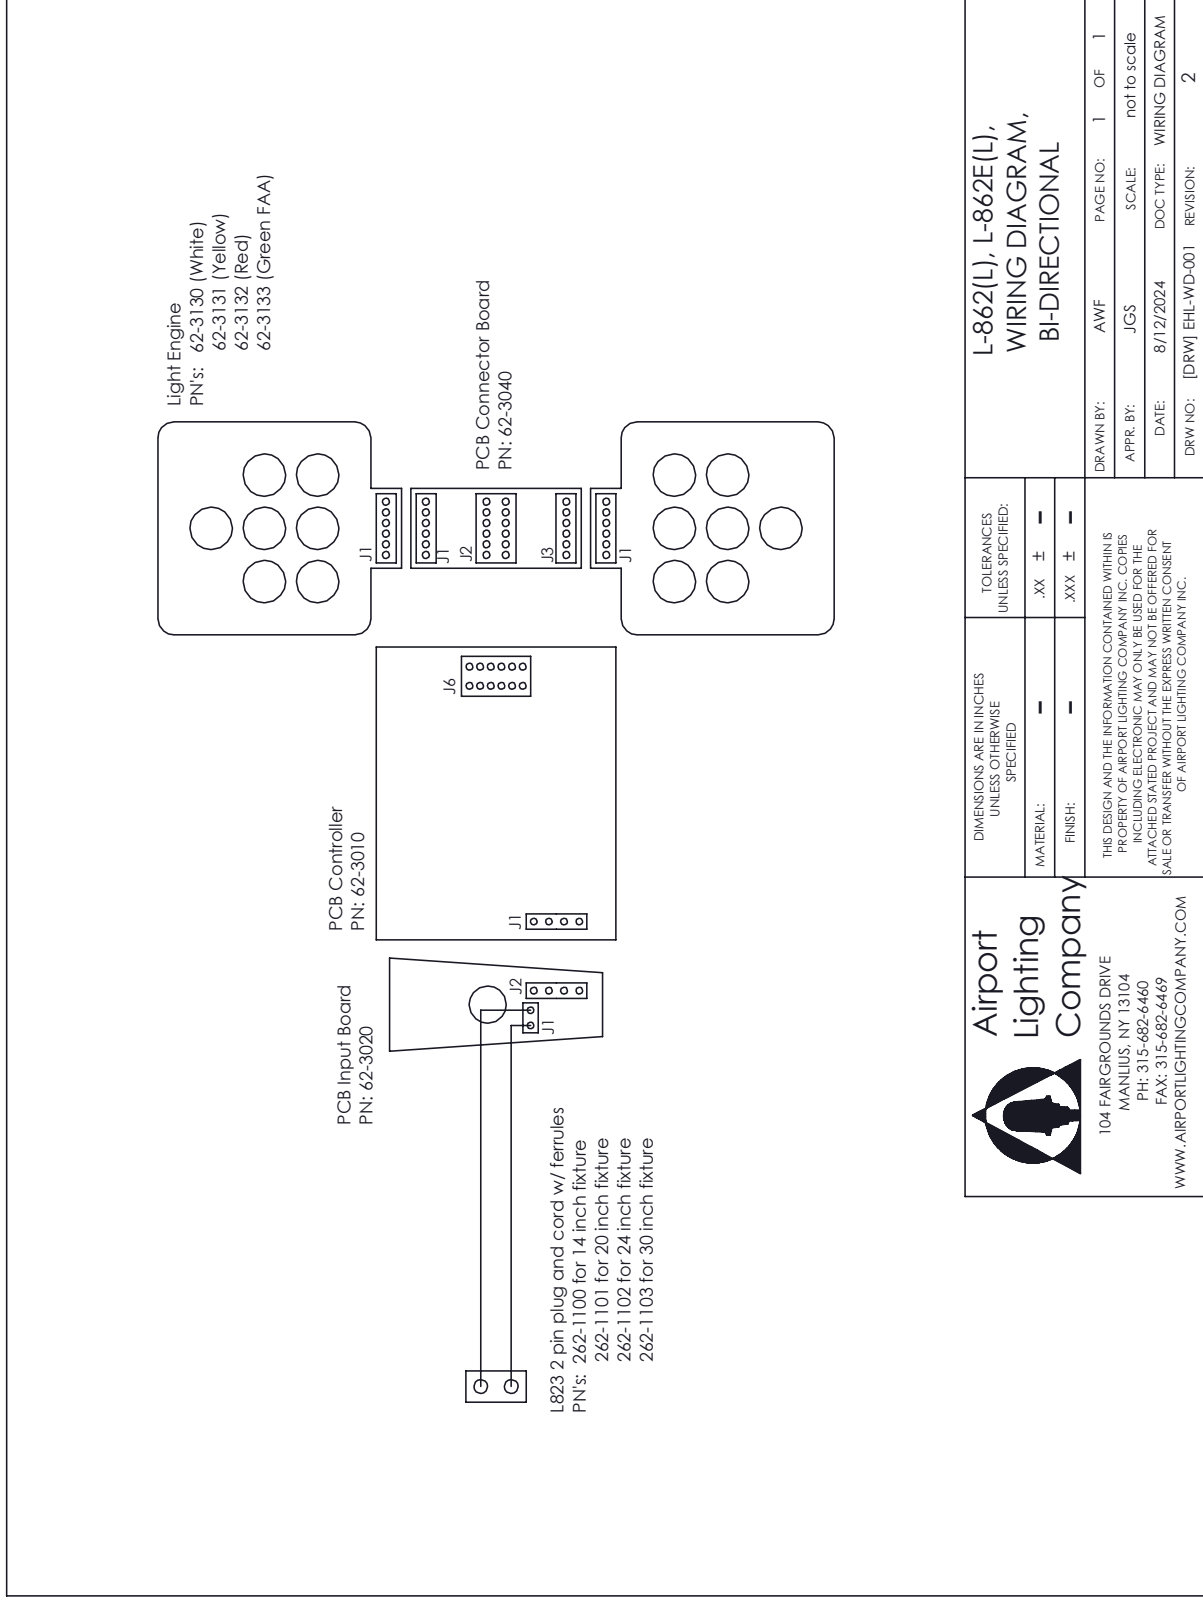 Light Engine
PN's: 62-3130 (White)
62-3131 (Yellow)
62-3132 (Red)
62-3133 (Green FAA)
PCB Controller
PN: 62-3010
PCB Input Board
PN: 62-3020
PCB Connector Board
PN: 62-3040
J1
J1
J2
J3
J1
J6
J1
J2
J1
L823 2 pin plug and cord w/ ferrules
PN's: 262-1100 for 14 inch fixture
262-1101 for 20 inch fixture
262-1102 for 24 inch fixture
262-1103 for 30 inch fixture
Airport
Lighting
Company
104 FAIRGROUNDS DRIVE
MANLIUS, NY 13104
PH: 315-682-6460
FAX: 315-682-6469
WWW.AIRPORTLIGHTINGCOMPANY.COM
DIMENSIONS ARE IN INCHES
UNLESS OTHERWISE
SPECIFIED
MATERIAL: -
FINISH: -
TOLERANCES
UNLESS SPECIFIED:
.XX ± -
.XXX ± -
THIS DESIGN AND THE INFORMATION CONTAINED WITHIN IS
PROPERTY OF AIRPORT LIGHTING COMPANY INC. COPIES
INCLUDING ELECTRONIC MAY ONLY BE USED FOR THE
ATTACHED STATED PROJECT AND MAY NOT BE OFFERED FOR
SALE OR TRANSFER WITHOUT THE EXPRESS WRITTEN CONSENT
OF AIRPORT LIGHTING COMPANY INC.
L-862(L), L-862E(L),
WIRING DIAGRAM,
BI-DIRECTIONAL
DRAWN BY: AWF PAGE NO: 1 OF 1
APPR. BY: JGS SCALE: not to scale
DATE: 8/12/2024 DOC TYPE: WIRING DIAGRAM
DRW NO: [DRW] EHL-WD-001 REVISION: 2